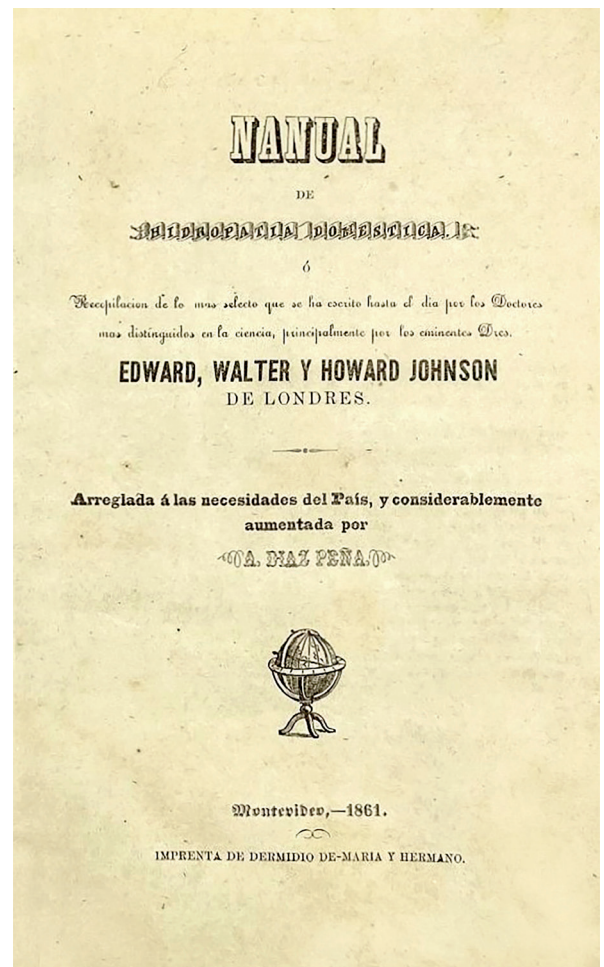 NANUAL
DE
HIDROPATIA DOMESTICA.
ó
Recopilacion de lo mas selecto que se ha escrito hasta el dia por los Doctores
mas distinguidos en la ciencia, principalmente por los eminentes Dres.
EDWARD, WALTER Y HOWARD JOHNSON
DE LONDRES.
Arreglada á las necesidades del País, y considerablemente
aumentada por
A. DIAZ PEÑA.
Montevideo,—1861.
IMPRENTA DE DERMIDIO DE-MARIA Y HERMANO.